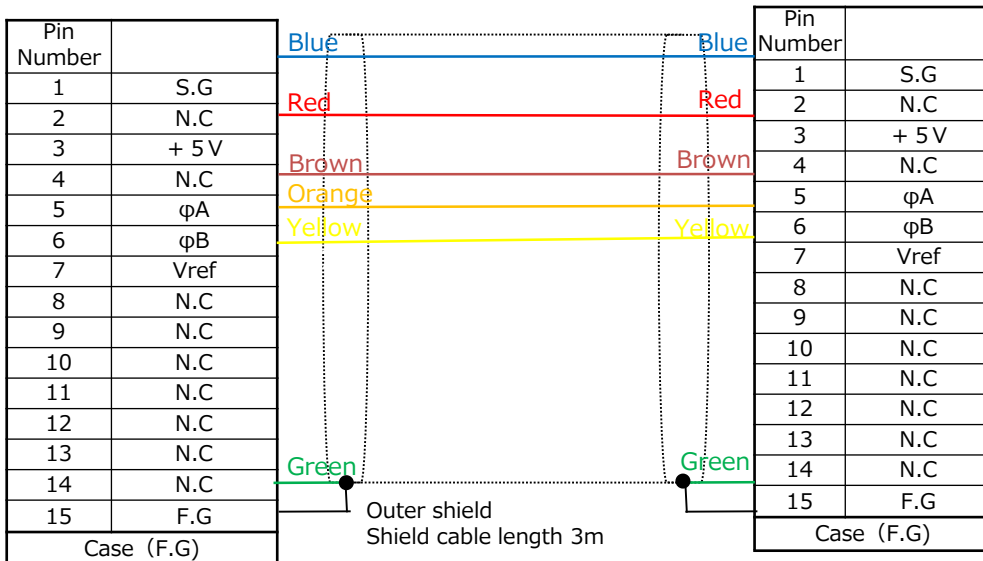 Pin
Number
1 S.G
2 N.C
3 + 5V
4 N.C
5 φA
6 φB
7 Vref
8 N.C
9 N.C
10 N.C
11 N.C
12 N.C
13 N.C
14 N.C
15 F.G
Case (F.G)
Blue
Red
Brown
Orange
Yellow
Green
Blue
Red
Brown
Yellow
Green
Outer shield
Shield cable length 3m
Pin
Number
1 S.G
2 N.C
3 + 5V
4 N.C
5 φA
6 φB
7 Vref
8 N.C
9 N.C
10 N.C
11 N.C
12 N.C
13 N.C
14 N.C
15 F.G
Case (F.G)